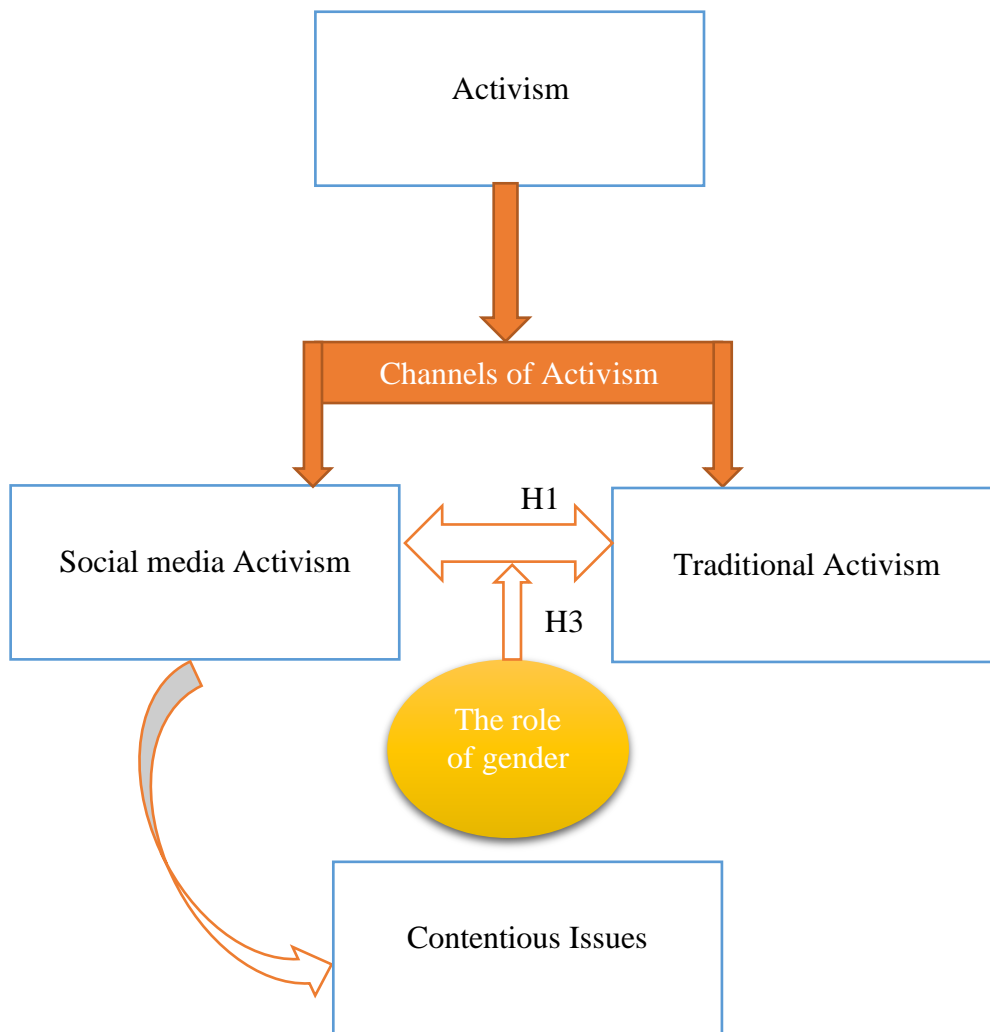 Activism
Channels of Activism
H1
Social media Activism
Traditional Activism
H3
The role
of gender
Contentious Issues